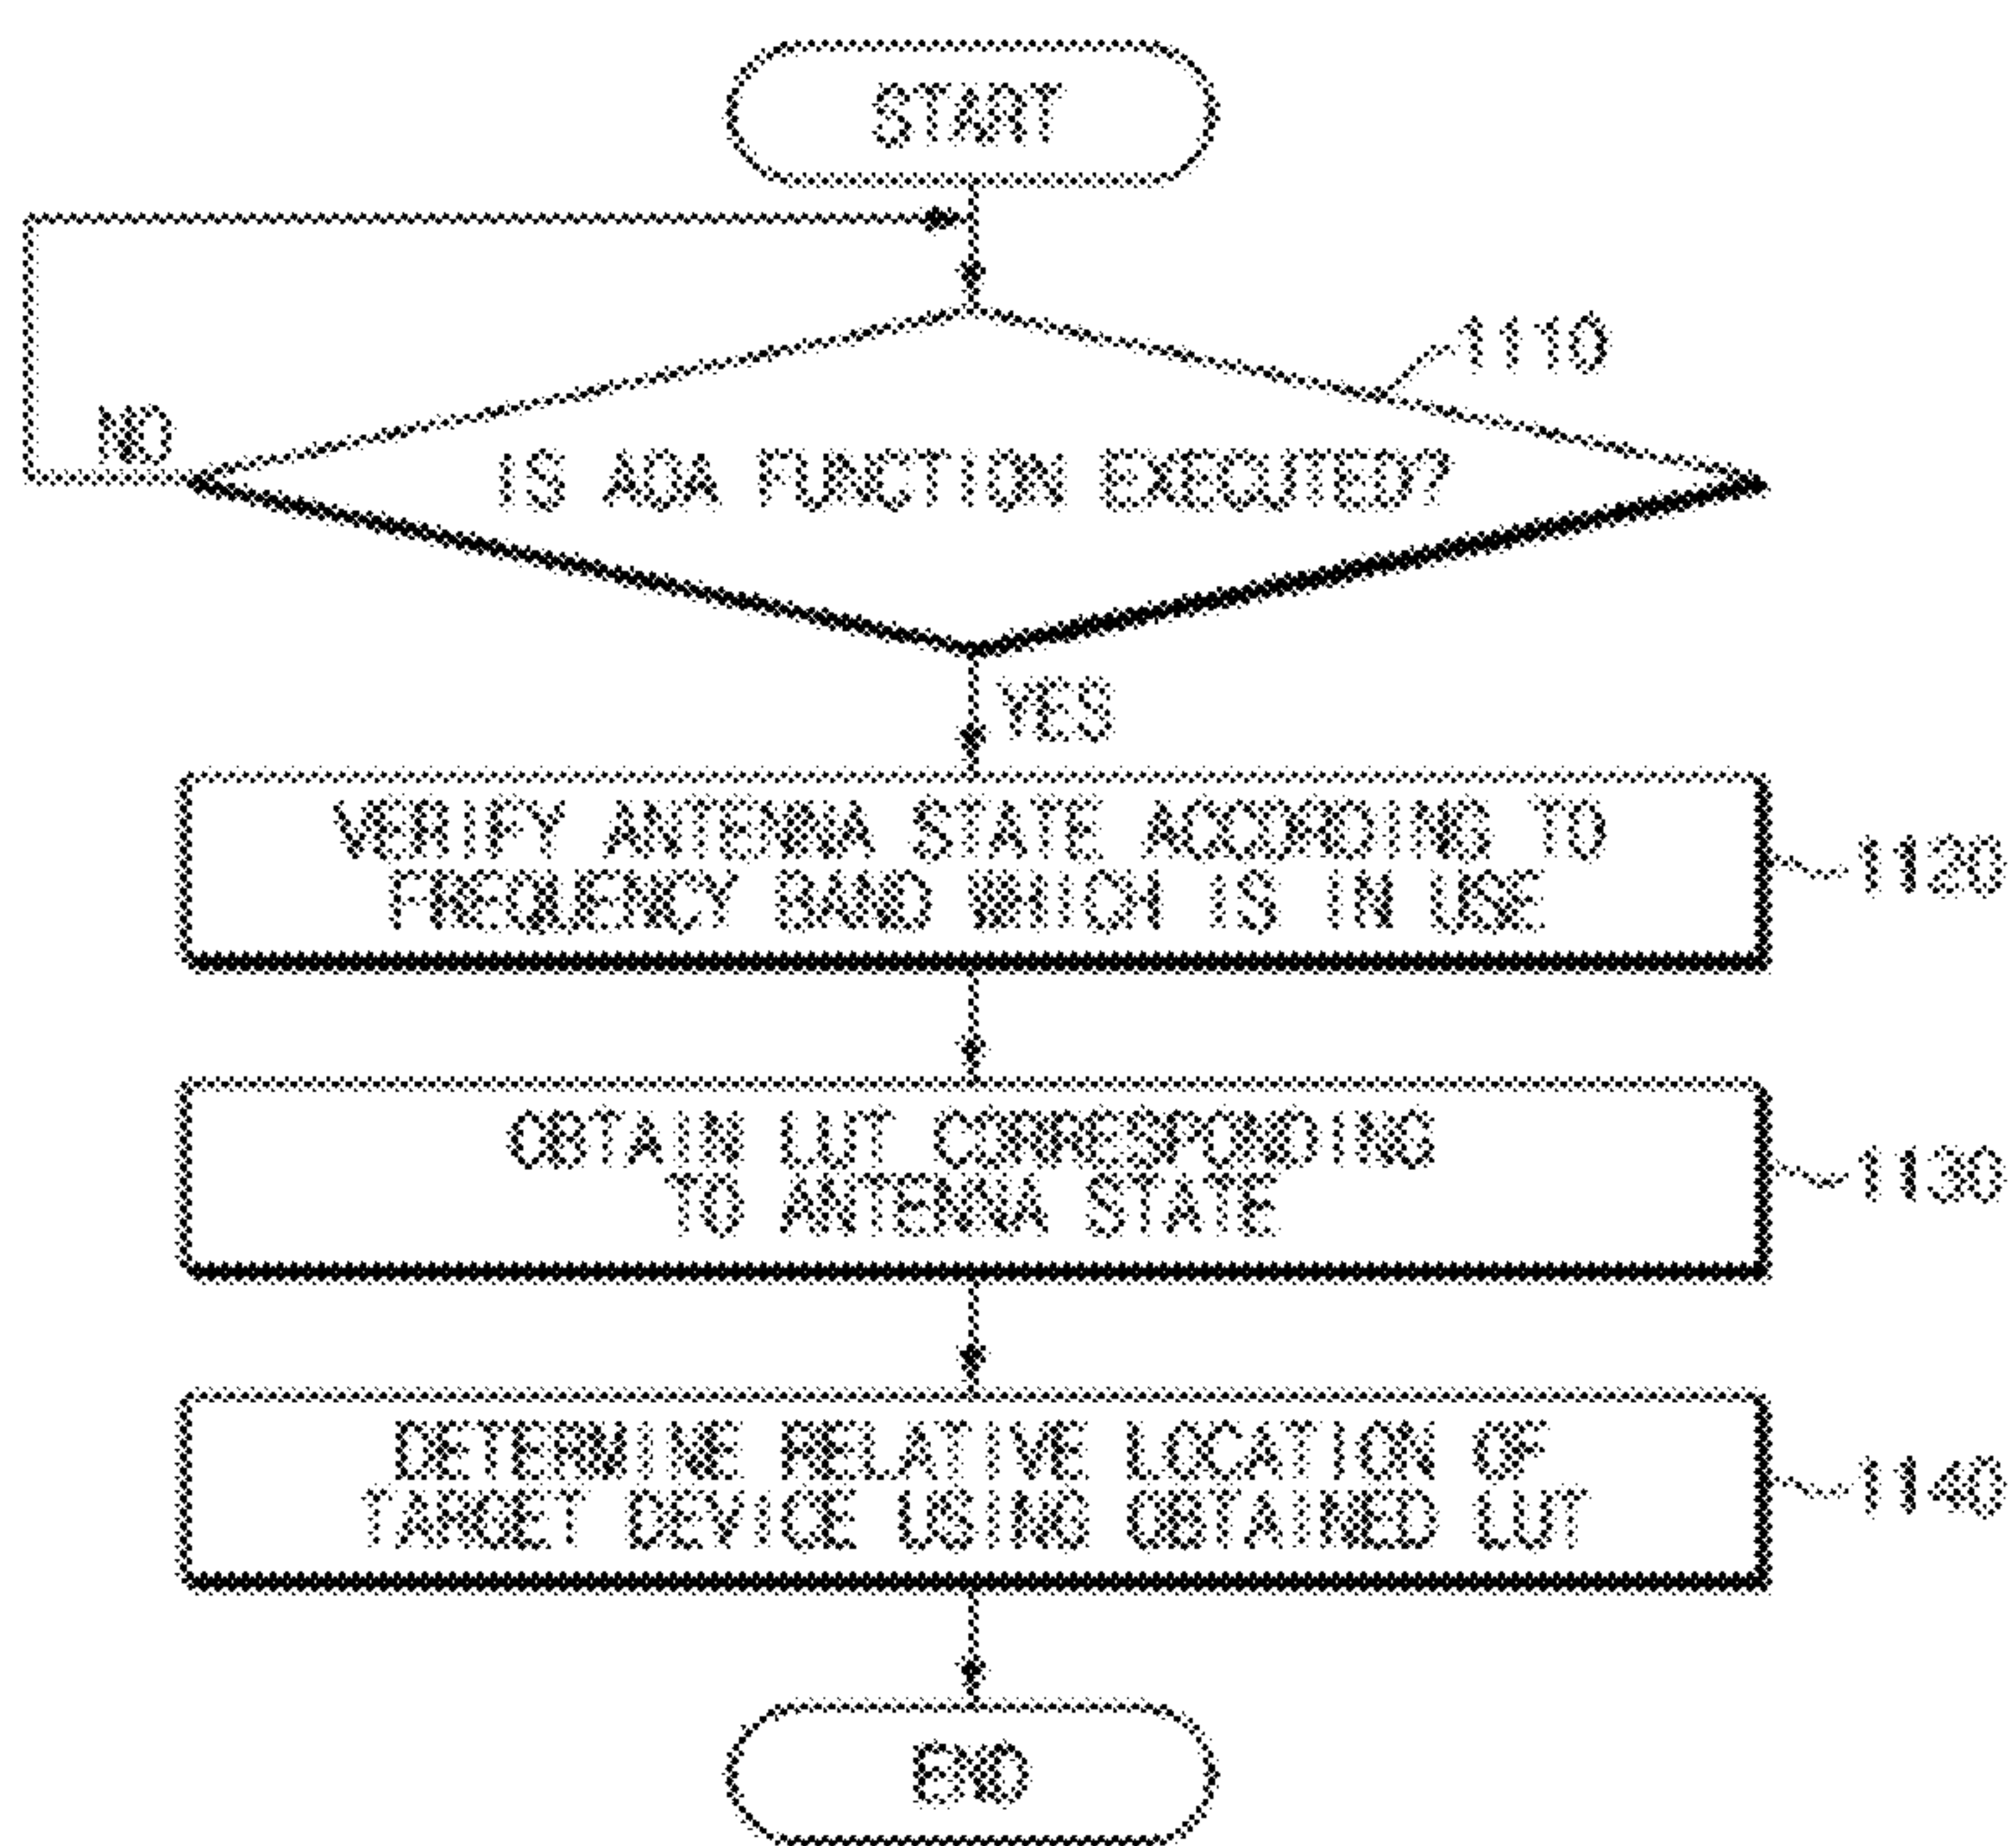 START
1110
NO
IS AOA FUNCTION EXECUTED?
YES
VERIFY ANTENNA STATE ACCORDING TO
FREQUENCY BAND WHICH IS IN USE
1120
OBTAIN LUT CORRESPONDING
TO ANTENNA STATE
1130
DETERMINE RELATIVE LOCATION OF
TARGET DEVICE USING OBTAINED LUT
1140
END